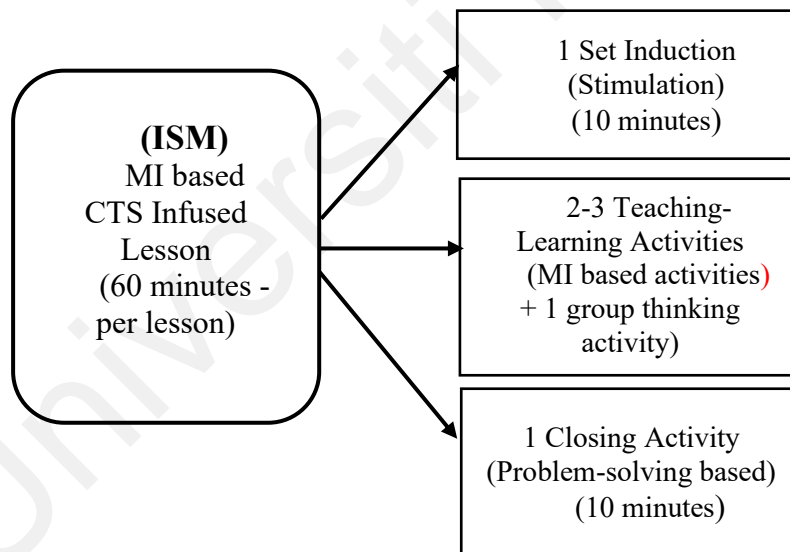 (ISM)
MI based
CTS Infused
Lesson
(60 minutes -
per lesson)
1 Set Induction
(Stimulation)
(10 minutes)
2-3 Teaching-
Learning Activities
(MI based activities)
+ 1 group thinking
activity)
1 Closing Activity
(Problem-solving based)
(10 minutes)
Universiti